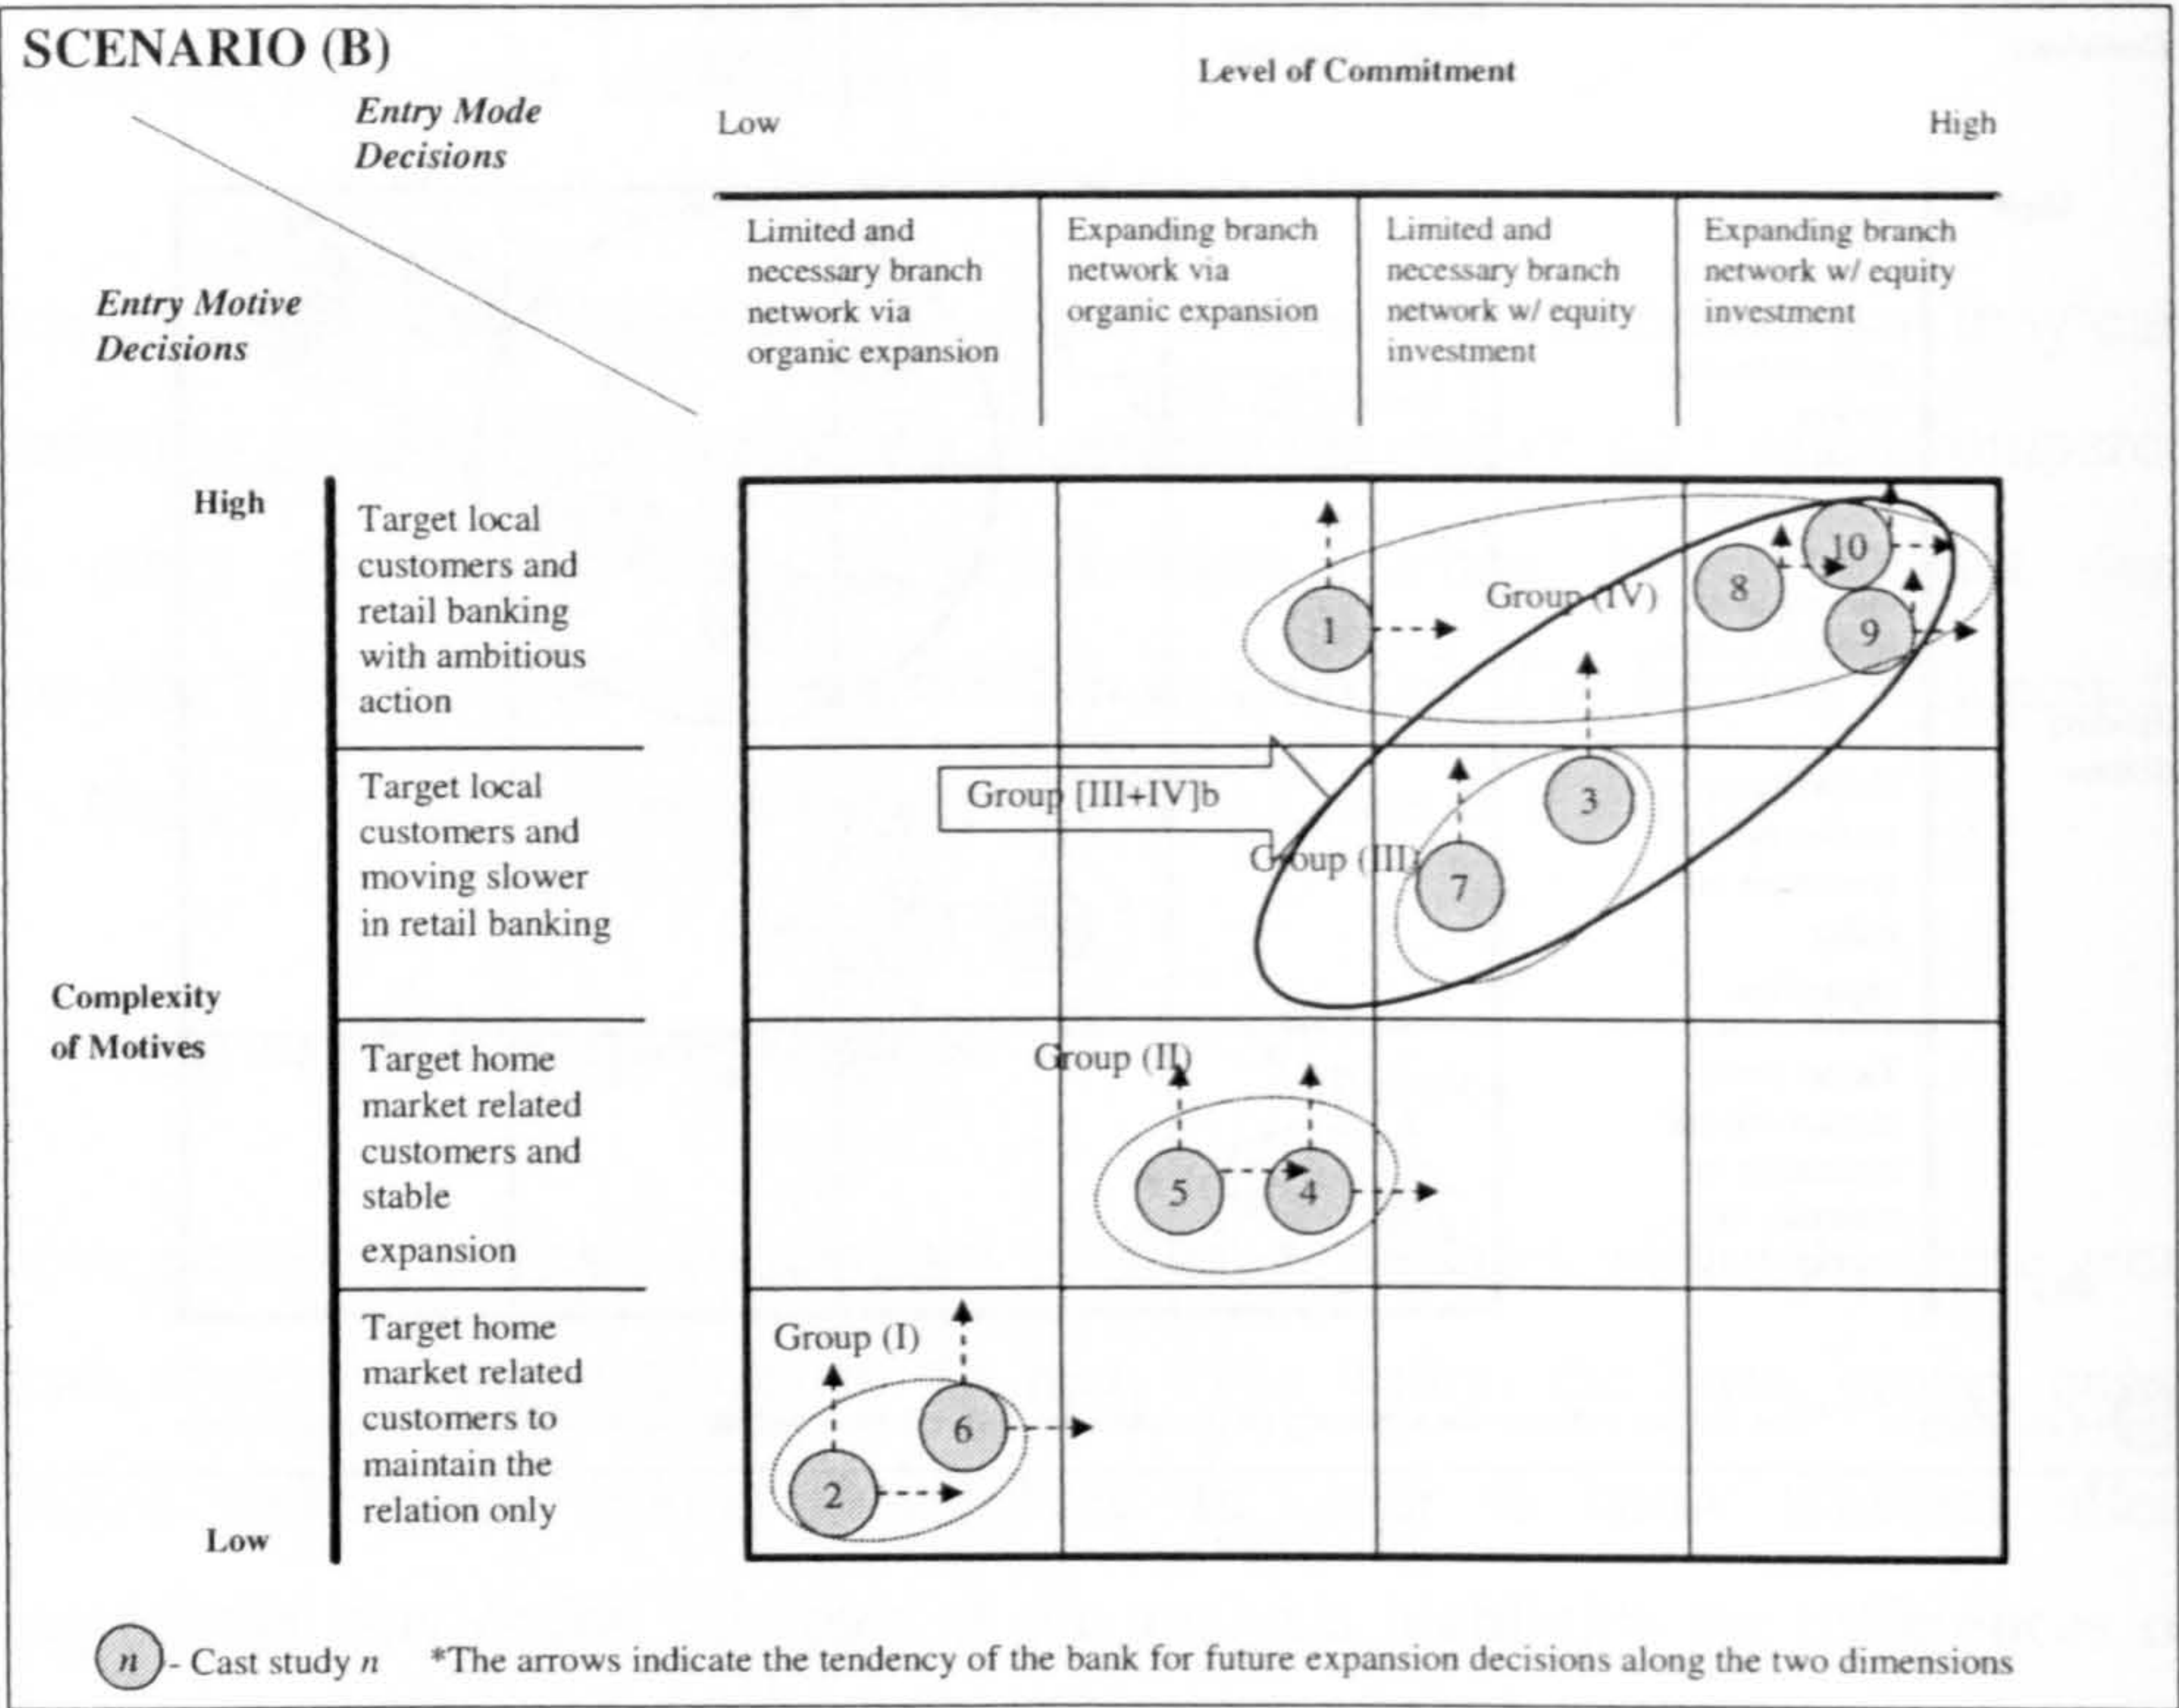 SCENARIO (B)
Level of Commitment
Entry Mode
Decisions
Low
High
Entry Motive
Decisions
Limited and
necessary branch
network via
organic expansion
Expanding branch
network via
organic expansion
Limited and
necessary branch
network w/ equity
investment
Expanding branch
network w/ equity
investment
High
Target local
customers and
retail banking
with ambitious
action
Target local
customers and
moving slower
in retail banking
Complexity
of Motives
Target home
market related
customers and
stable
expansion
Target home
market related
customers to
maintain the
relation only
Low
10
8
Group (IV)
1
9
Group [III+IV]b
3
Group (III)
7
Group (II)
5
4
Group (I)
6
2
n - Cast study n *The arrows indicate the tendency of the bank for future expansion decisions along the two dimensions